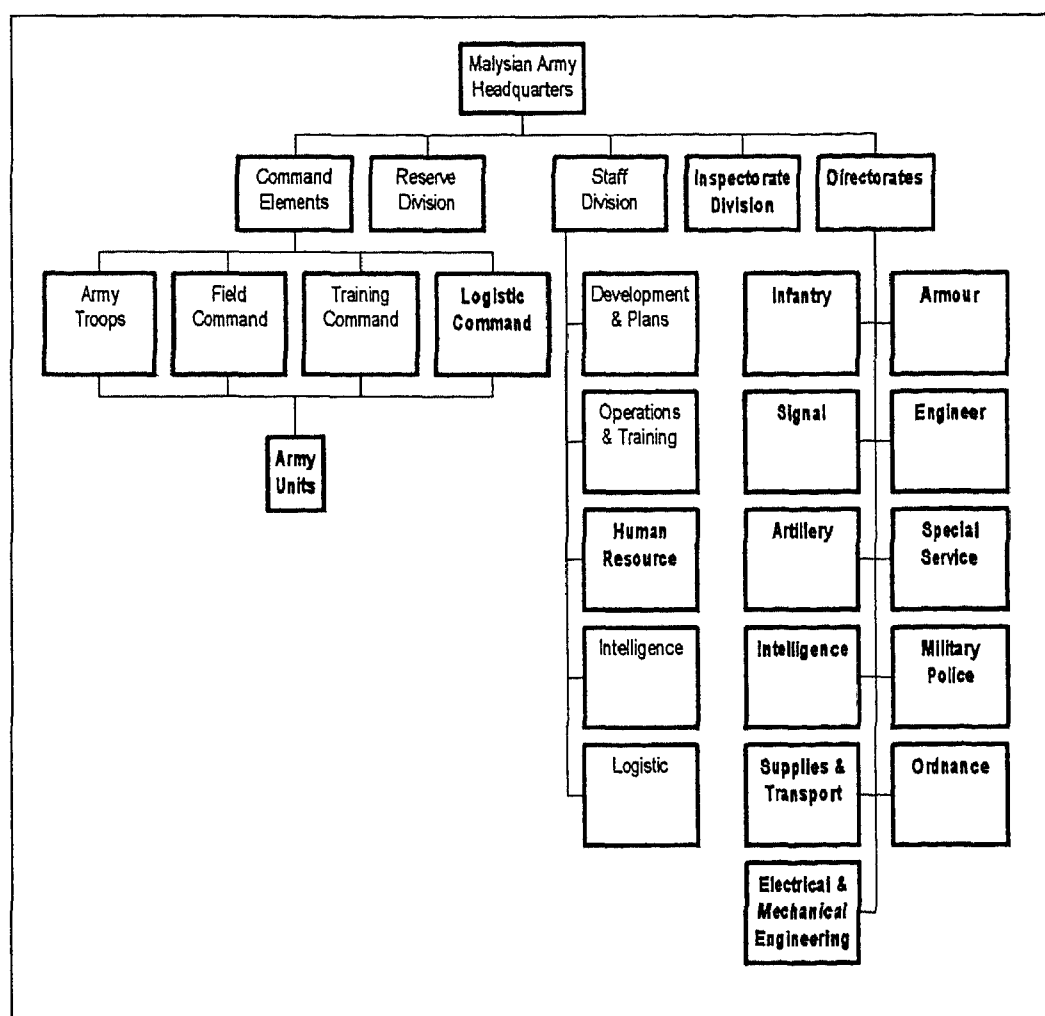 Malysian Army
Headquarters
Command
Elements
Reserve
Division
Staff
Division
Inspectorate
Division
Directorates
Army
Troops
Field
Command
Training
Command
Logistic
Command
Army
Units
Development
& Plans
Operations
& Training
Human
Resource
Intelligence
Logistic
Infantry
Armour
Signal
Engineer
Artillery
Special
Service
Intelligence
Military
Police
Supplies &
Transport
Ordnance
Electrical &
Mechanical
Engineering